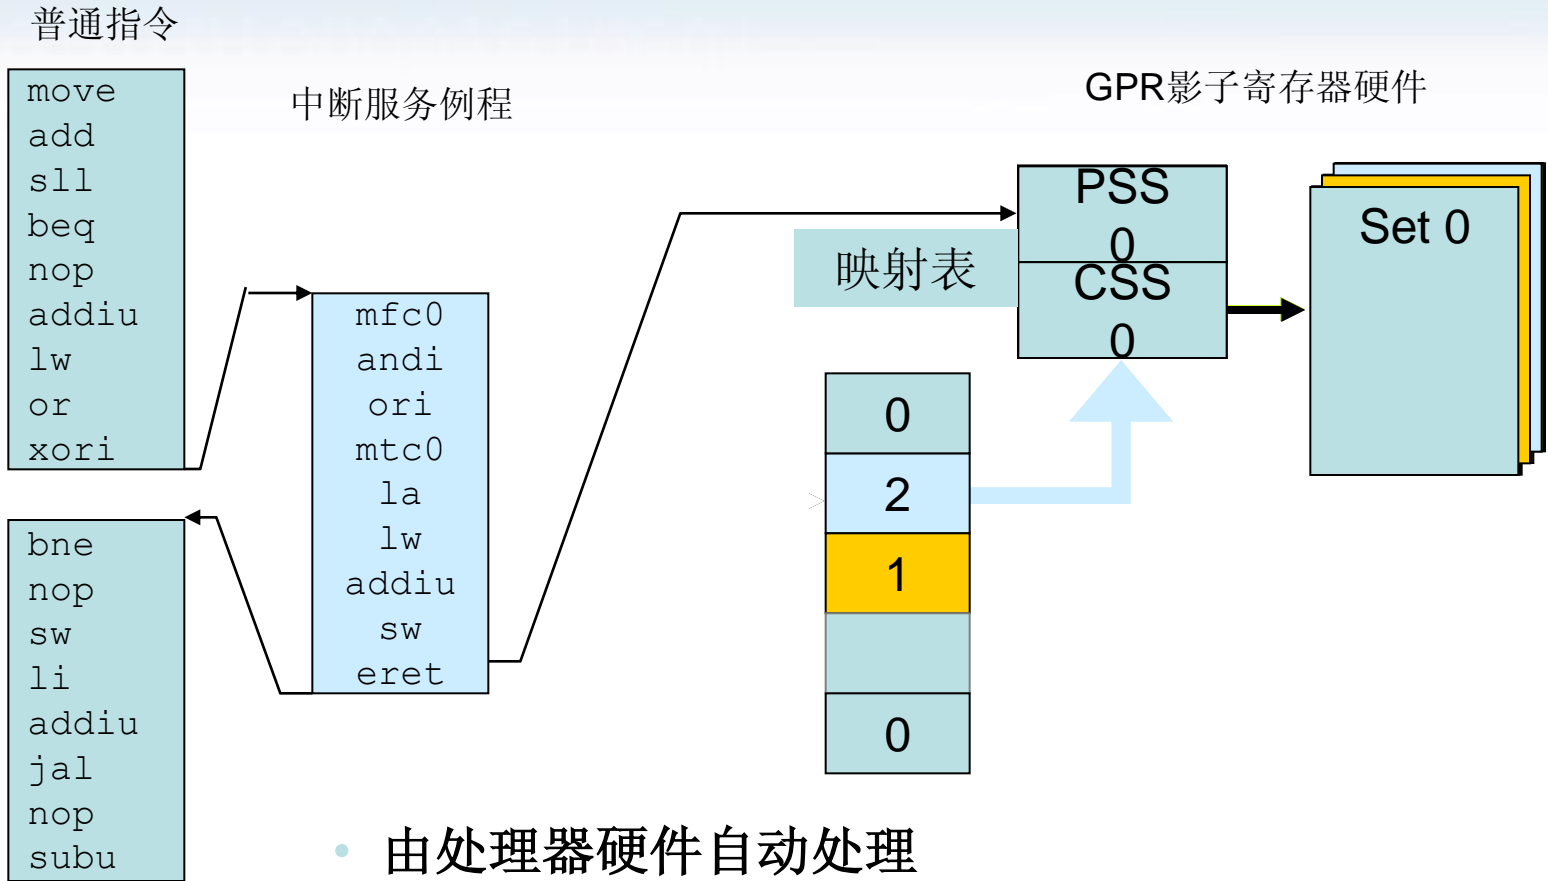 普通指令
move
add
sll
beq
nop
addiu
lw
or
xori
bne
nop
sw
li
addiu
jal
nop
subu
中断服务例程
mfc0
andi
ori
mtc0
la
lw
addiu
sw
eret
GPR影子寄存器硬件
映射表
PSS
0
CSS
0
Set 0
0
2
1
0
• 由处理器硬件自动处理